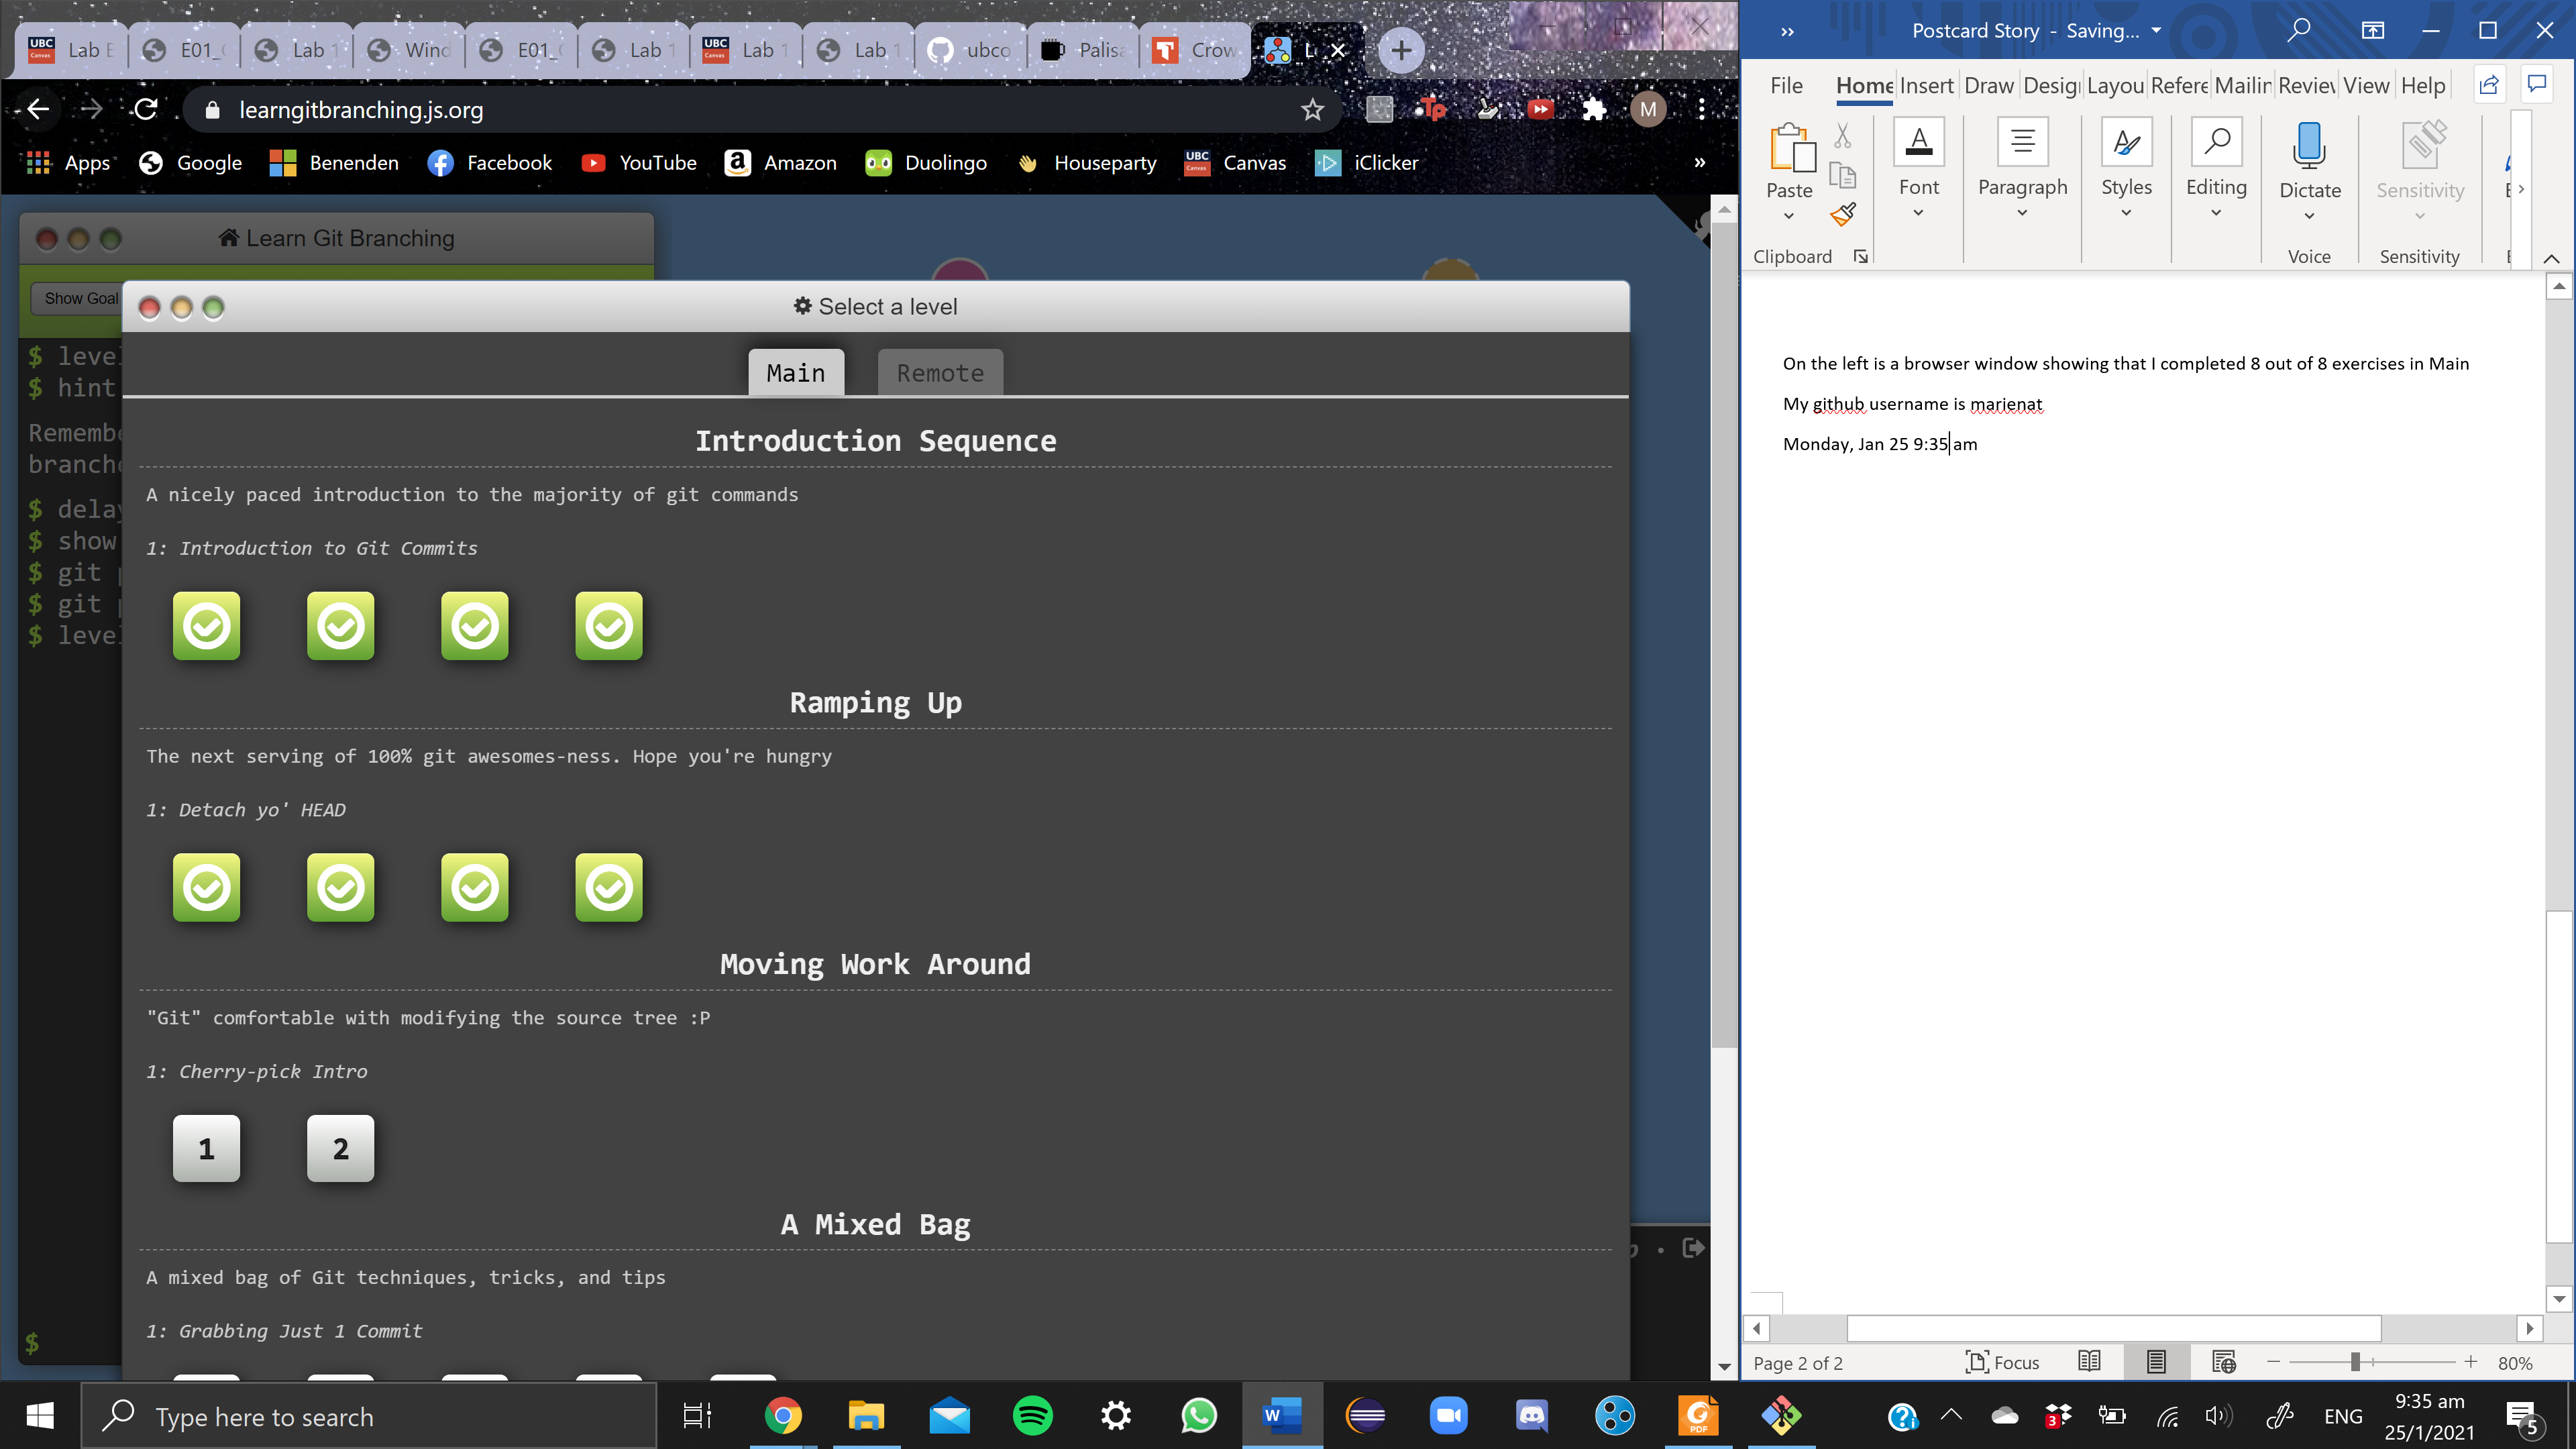 Lab E
E01_
Lab 1
Wind
E01_
Lab 1
Lab 1
Lab 1
ubco
Palisa
Crow
learngitbranching.js.org
M
Apps
Google
Benenden
Facebook
YouTube
Amazon
Duolingo
Houseparty
Canvas
iClicker
»
Learn Git Branching
Show Goal
$ level
$ hint
Remembe
branche
$ delay
$ show
$ git p
$ git p
$ level
$
Select a level
Main Remote
Introduction Sequence
A nicely paced introduction to the majority of git commands
1: Introduction to Git Commits
Ramping Up
The next serving of 100% git awesomes-ness. Hope you're hungry
1: Detach yo' HEAD
Moving Work Around
"Git" comfortable with modifying the source tree :P
1: Cherry-pick Intro
1 2
A Mixed Bag
A mixed bag of Git techniques, tricks, and tips
1: Grabbing Just 1 Commit
Postcard Story - Saving...
File Home Insert Draw Desig Layou Refere Mailin Review View Help
Paste
Font
Paragraph
Styles
Editing
Dictate
Sensitivity
Clipboard
Voice
Sensitivity
On the left is a browser window showing that I completed 8 out of 8 exercises in Main
My github username is marienat
Monday, Jan 25 9:35 am
Page 2 of 2
Focus
80%
Type here to search
ENG
9:35 am
25/1/2021
5
3